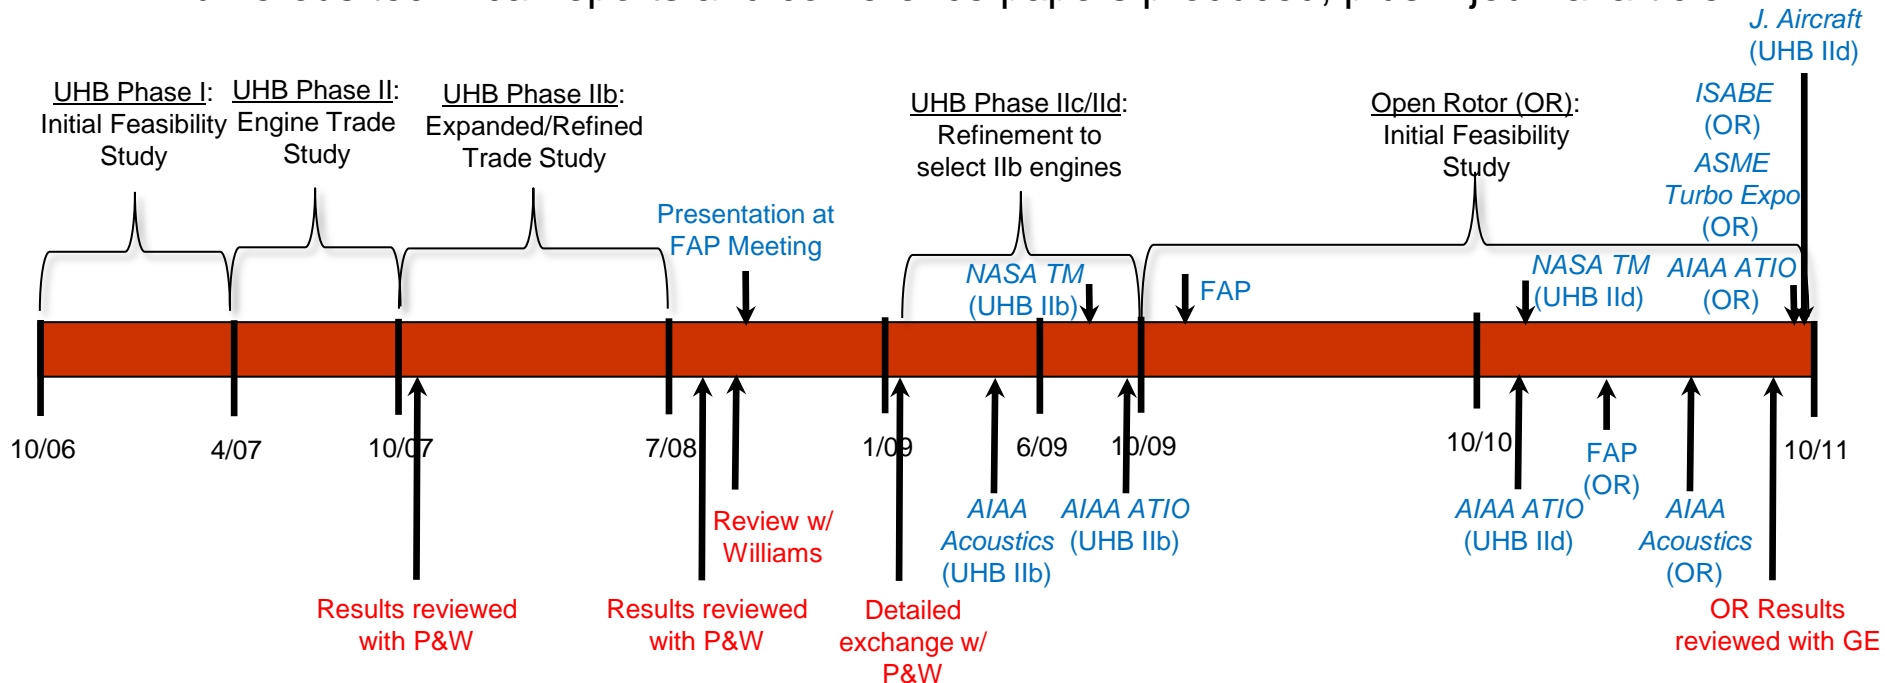 J. Aircraft
(UHB IId)
UHB Phase I:
Initial Feasibility
Study
UHB Phase II:
Engine Trade
Study
UHB Phase IIb:
Expanded/Refined
Trade Study
UHB Phase IIc/IId:
Refinement to
select IIb engines
Open Rotor (OR):
Initial Feasibility
Study
ISABE
(OR)
ASME
Turbo Expo
(OR)
Presentation at
FAP Meeting
NASA TM
(UHB IIb)
FAP
NASA TM
(UHB IId)
AIAA ATIO
(OR)
10/06
4/07
10/07
7/08
1/09
6/09
10/09
10/10
10/11
Results reviewed
with P&W
Results reviewed
with P&W
Review w/
Williams
Detailed
exchange w/
P&W
AIAA
Acoustics
(UHB IIb)
AIAA ATIO
(UHB IIb)
AIAA ATIO
(UHB IId)
FAP
(OR)
AIAA
Acoustics
(OR)
OR Results
reviewed with GE